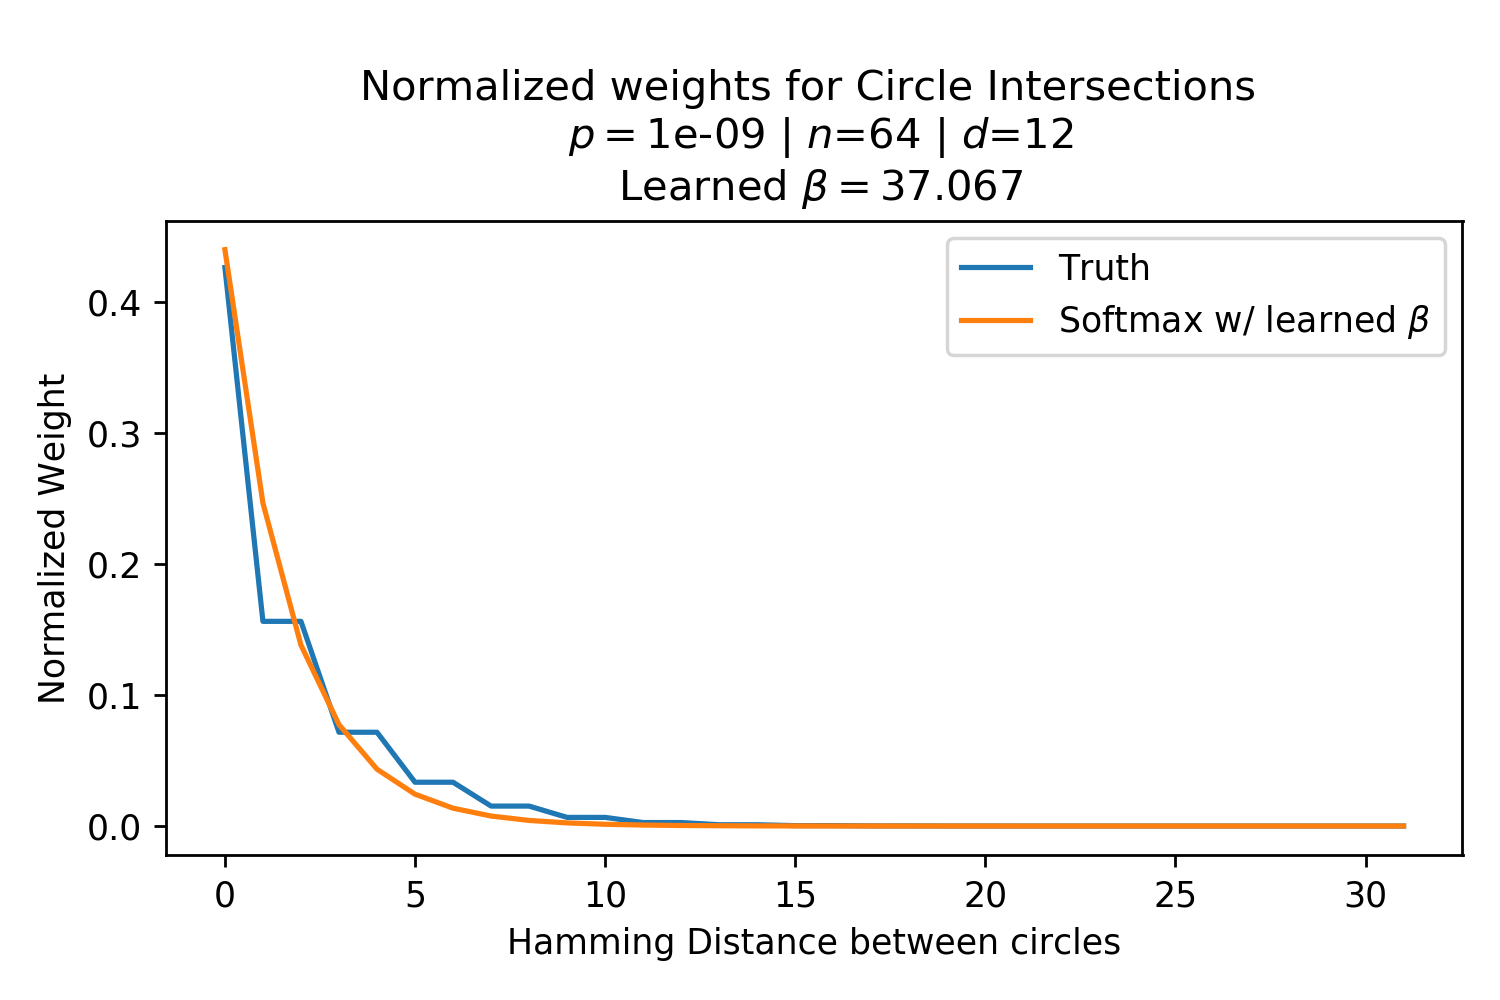 Normalized weights for Circle Intersections
p = 1e-09 | n=64 | d=12
Learned β = 37.067
Truth
Softmax w/ learned β
Normalized Weight
0.4
0.3
0.2
0.1
0.0
0 5 10 15 20 25 30
Hamming Distance between circles